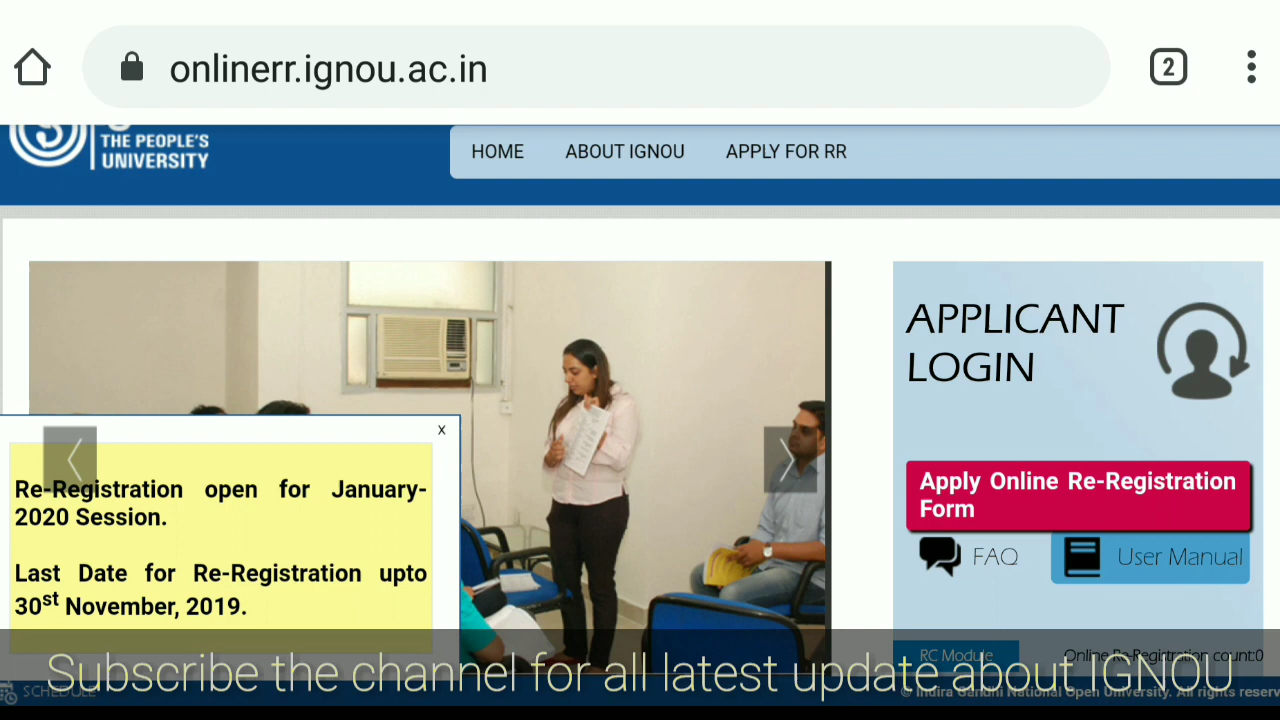 onlinerr.ignou.ac.in
2
THE PEOPLE'S
UNIVERSITY
HOME ABOUT IGNOU APPLY FOR RR
APPLICANT
LOGIN
x
Re-Registration open for January-
2020 Session.
Last Date for Re-Registration upto
30st November, 2019.
Apply Online Re-Registration
Form
FAQ User Manual
RC Module Online Re-Registration count:0
Subscribe the channel for all latest update about IGNOU
SCHEDULE
© Indira Gandhi National Open University. All rights reserv